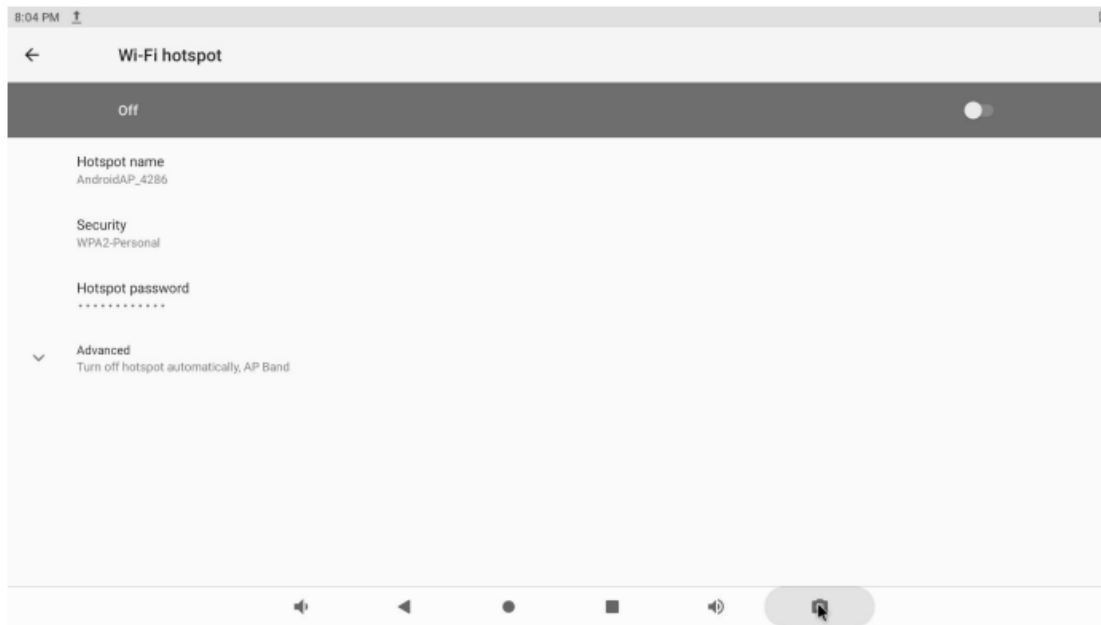 8:04 PM
Wi-Fi hotspot
Off
Hotspot name
AndroidAP_4286
Security
WPA2-Personal
Hotspot password
••••••••••••
Advanced
Turn off hotspot automatically, AP Band